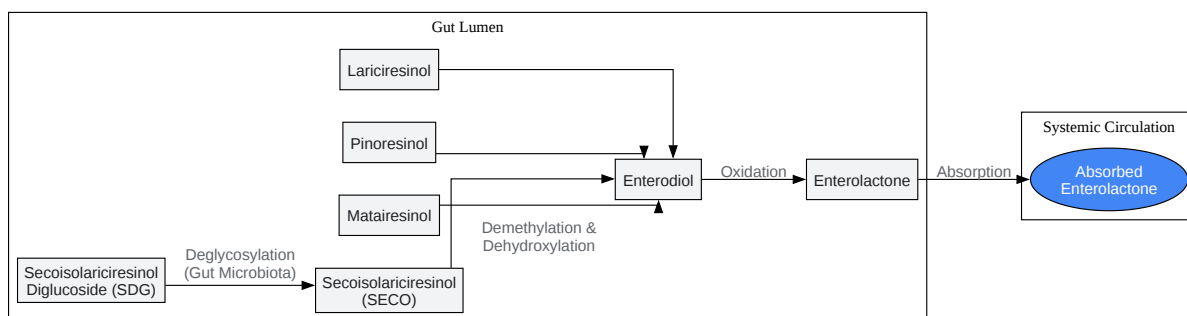 Gut Lumen
Lariciresinol
Pinoresinol
Matairesinol
Secoisolariciresinol
Diglucoside (SDG)
Deglycosylation
(Gut Microbiota)
Secoisolariciresinol
(SECO)
Demethylation &
Dehydroxylation
Enterodiol
Oxidation
Enterolactone
Absorption
Systemic Circulation
Absorbed
Enterolactone